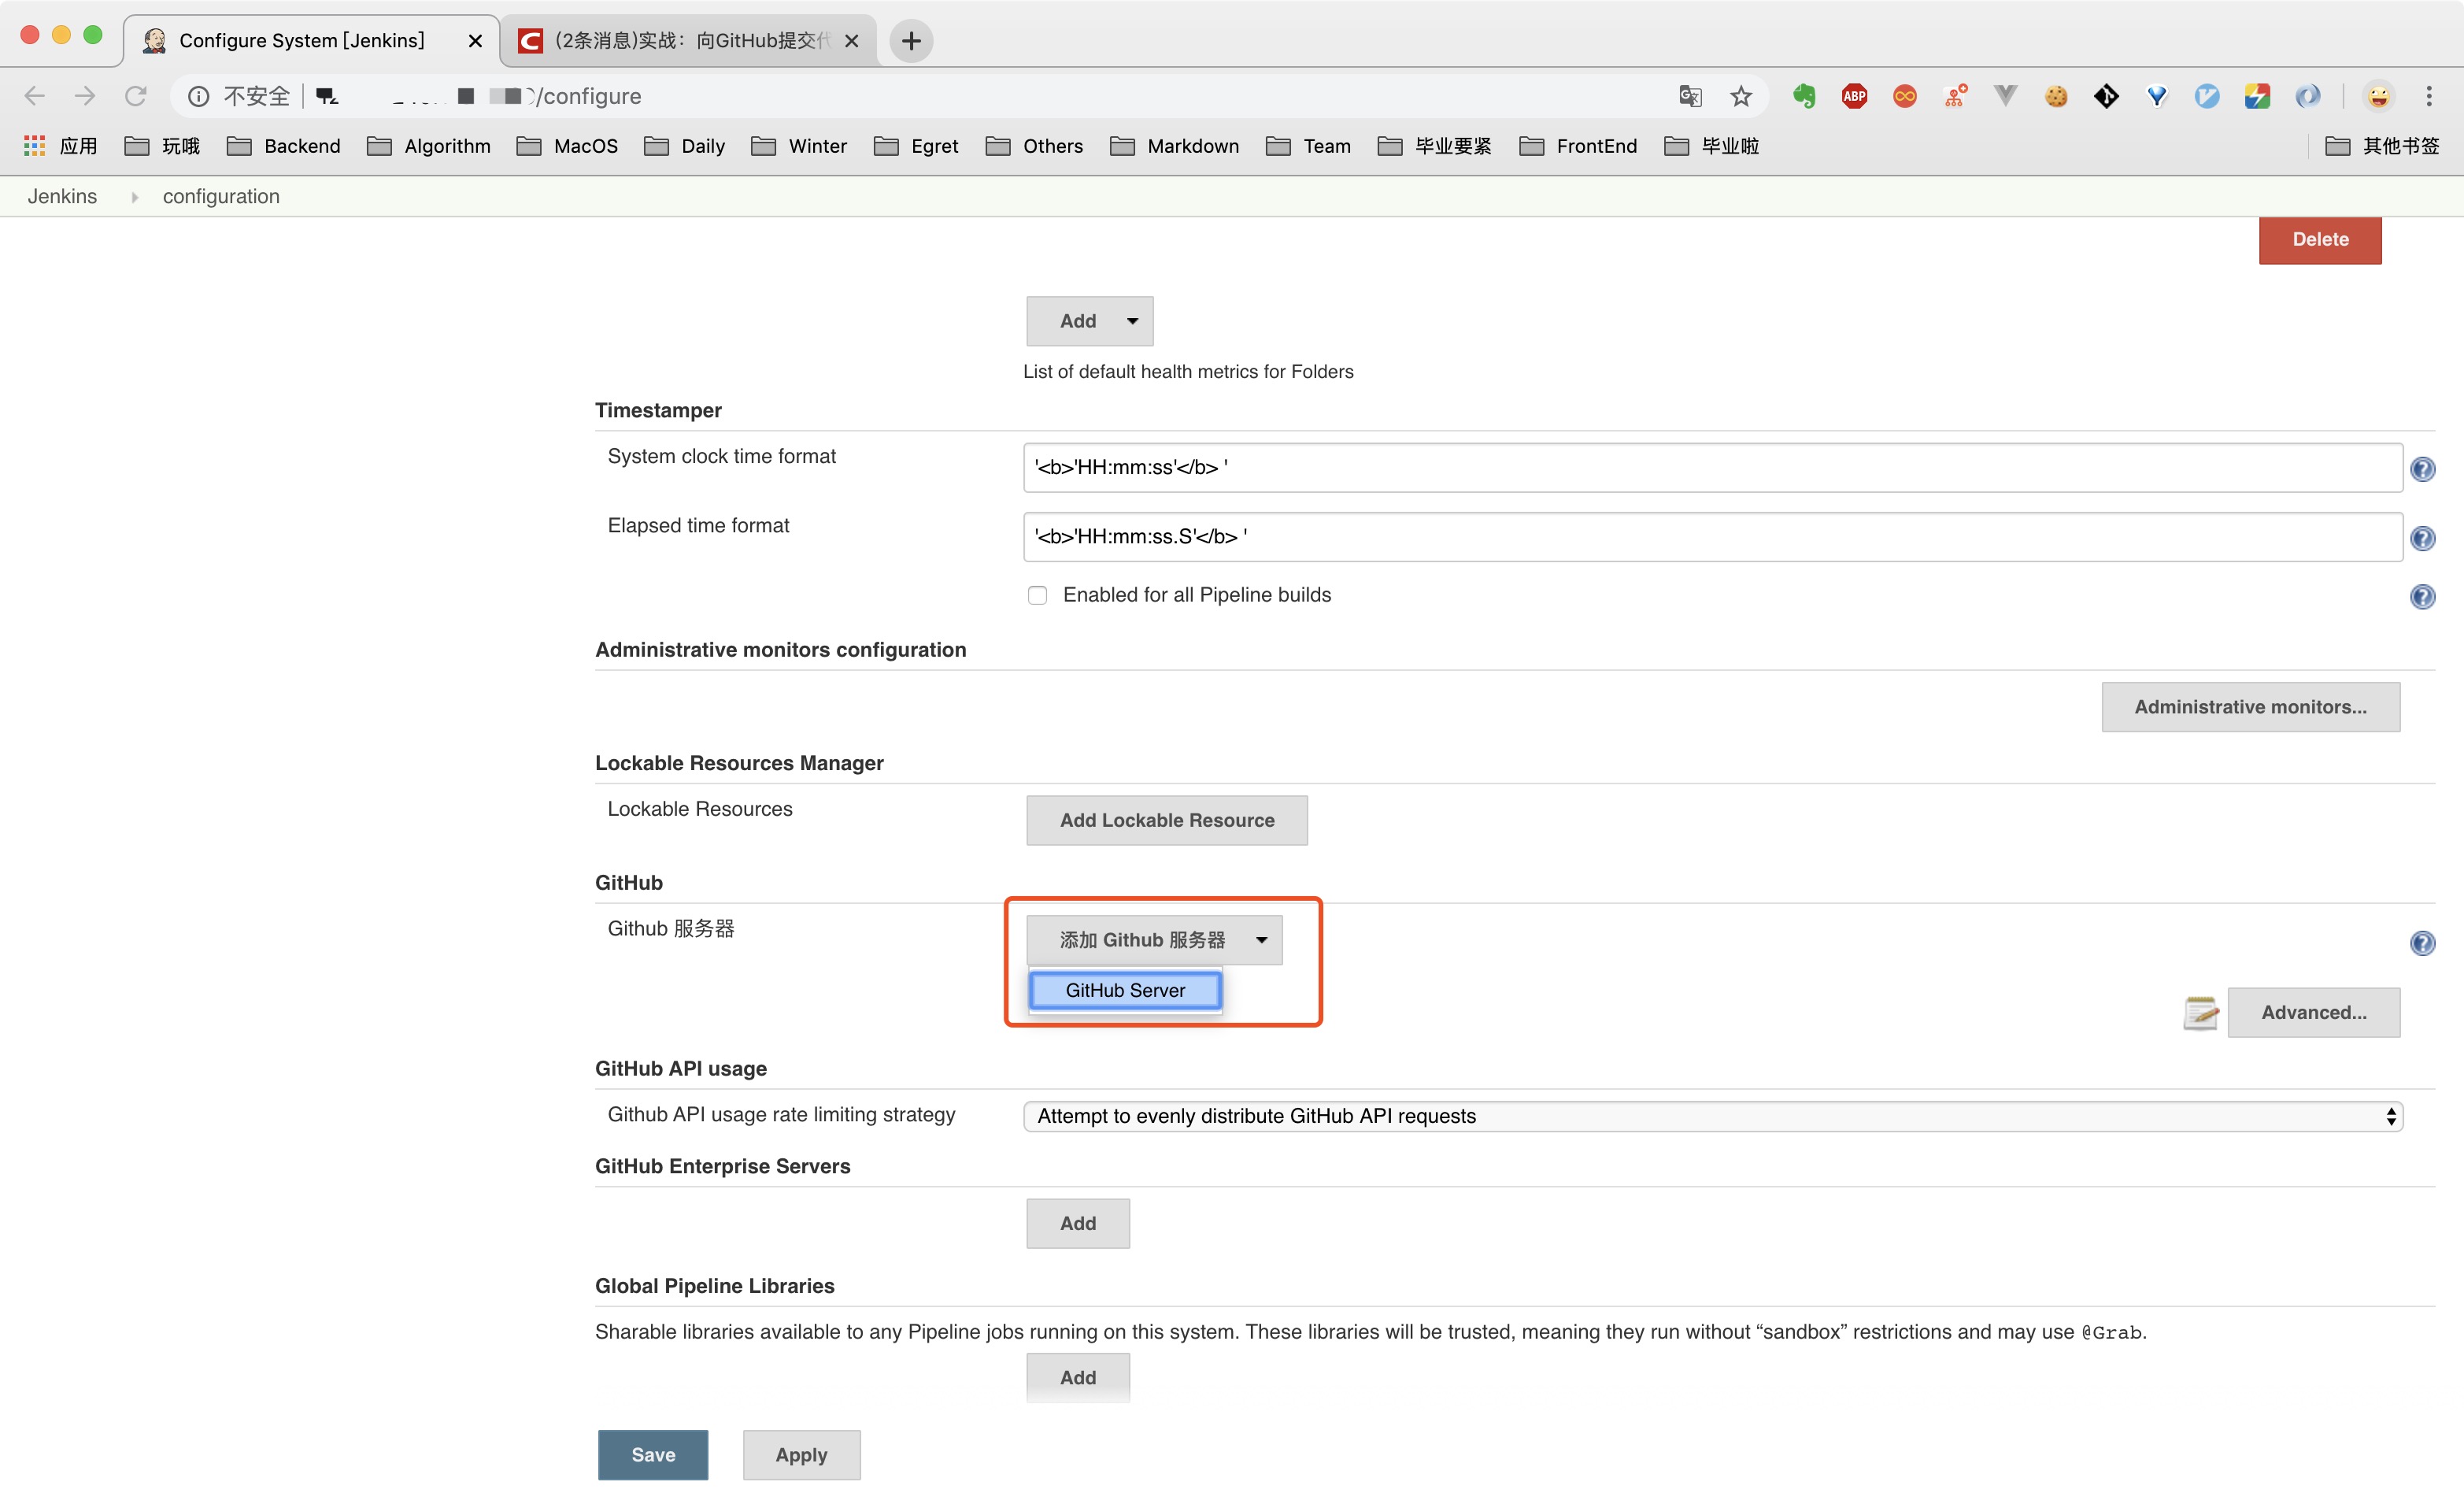 Configure System [Jenkins]
(2条消息)实战：向GitHub提交代
不安全
/configure
ABP
应用
玩哦
Backend
Algorithm
MacOS
Daily
Winter
Egret
Others
Markdown
Team
毕业要紧
FrontEnd
毕业啦
其他书签
Jenkins
configuration
Delete
Add
List of default health metrics for Folders
Timestamper
System clock time format
'<b>'HH:mm:ss'</b> '
Elapsed time format
'<b>'HH:mm:ss.S'</b> '
Enabled for all Pipeline builds
Administrative monitors configuration
Administrative monitors...
Lockable Resources Manager
Lockable Resources
Add Lockable Resource
GitHub
Github 服务器
添加 Github 服务器
GitHub Server
Advanced...
GitHub API usage
Github API usage rate limiting strategy
Attempt to evenly distribute GitHub API requests
GitHub Enterprise Servers
Add
Global Pipeline Libraries
Sharable libraries available to any Pipeline jobs running on this system. These libraries will be trusted, meaning they run without “sandbox” restrictions and may use @Grab.
Add
Save
Apply